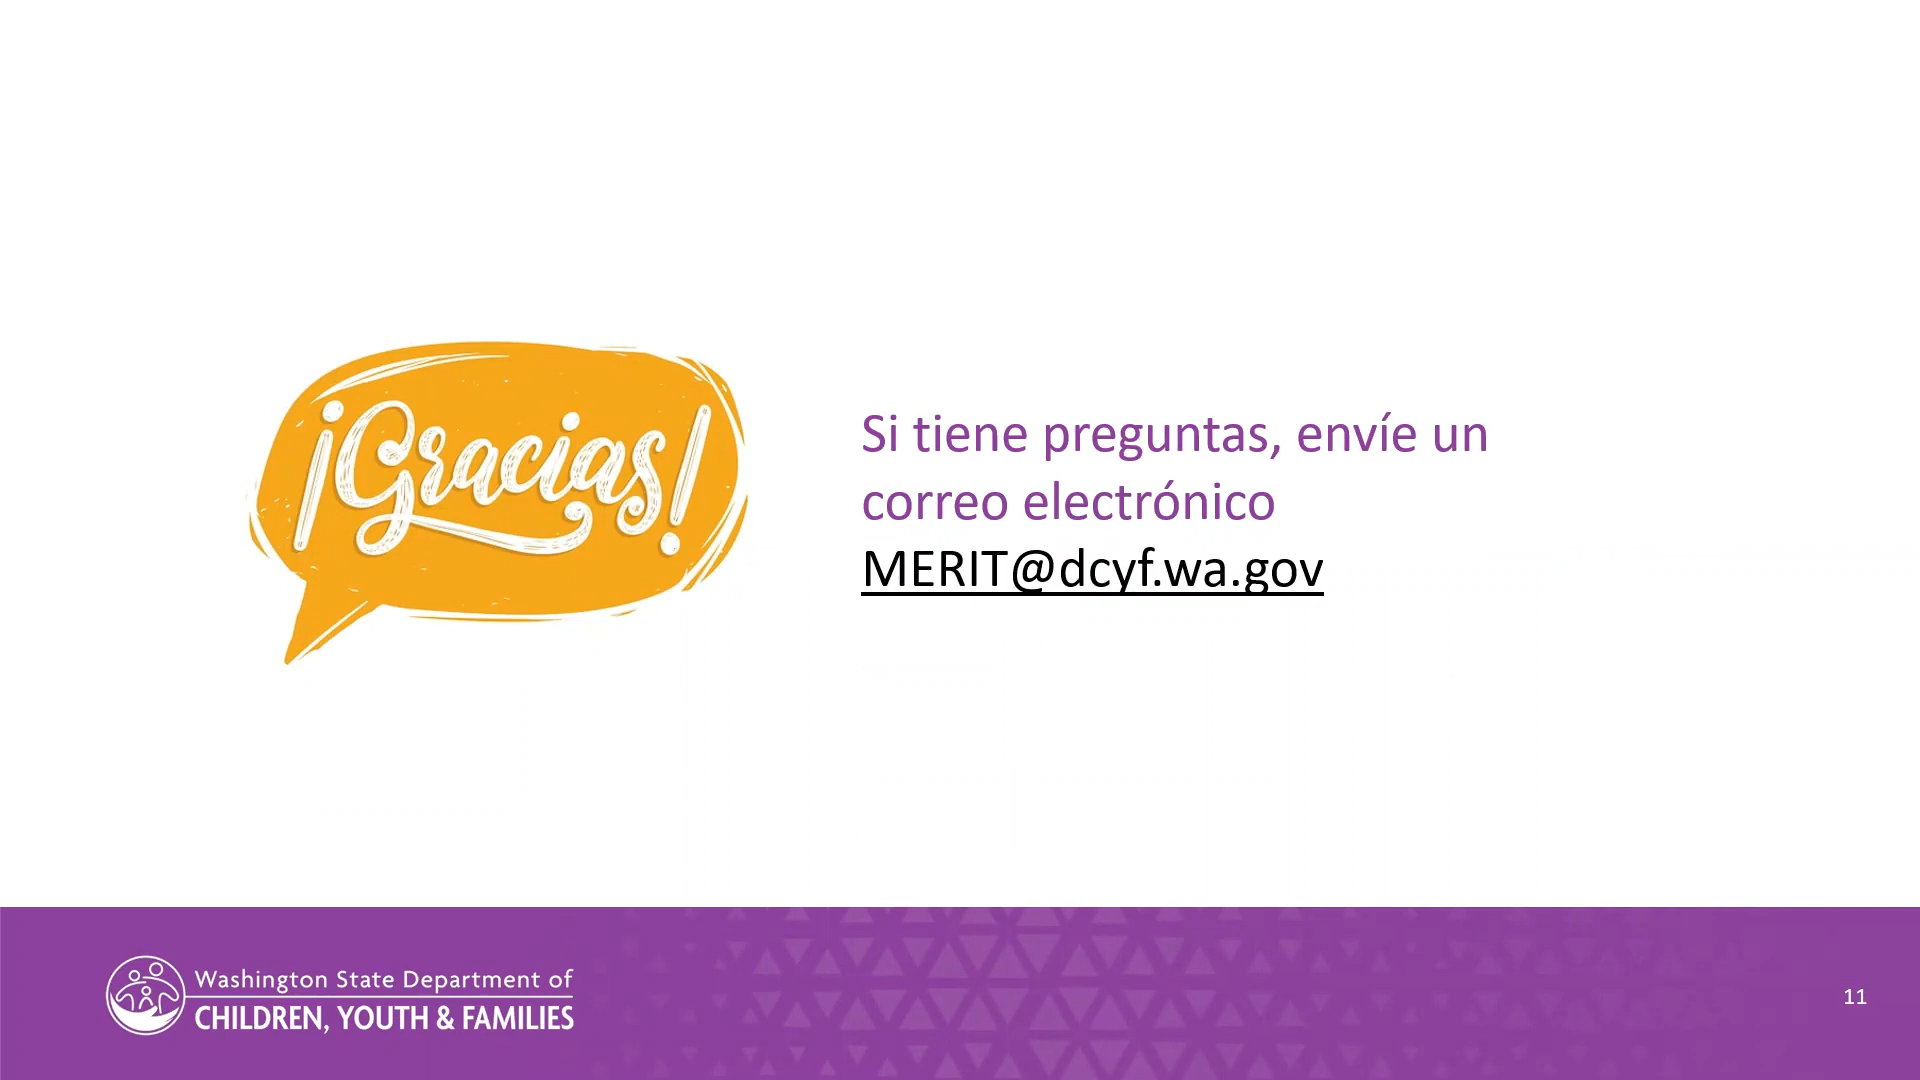 ¡Gracias!
Si tiene preguntas, envíe un
correo electrónico
MERIT@dcyf.wa.gov
Washington State Department of
CHILDREN, YOUTH & FAMILIES
11